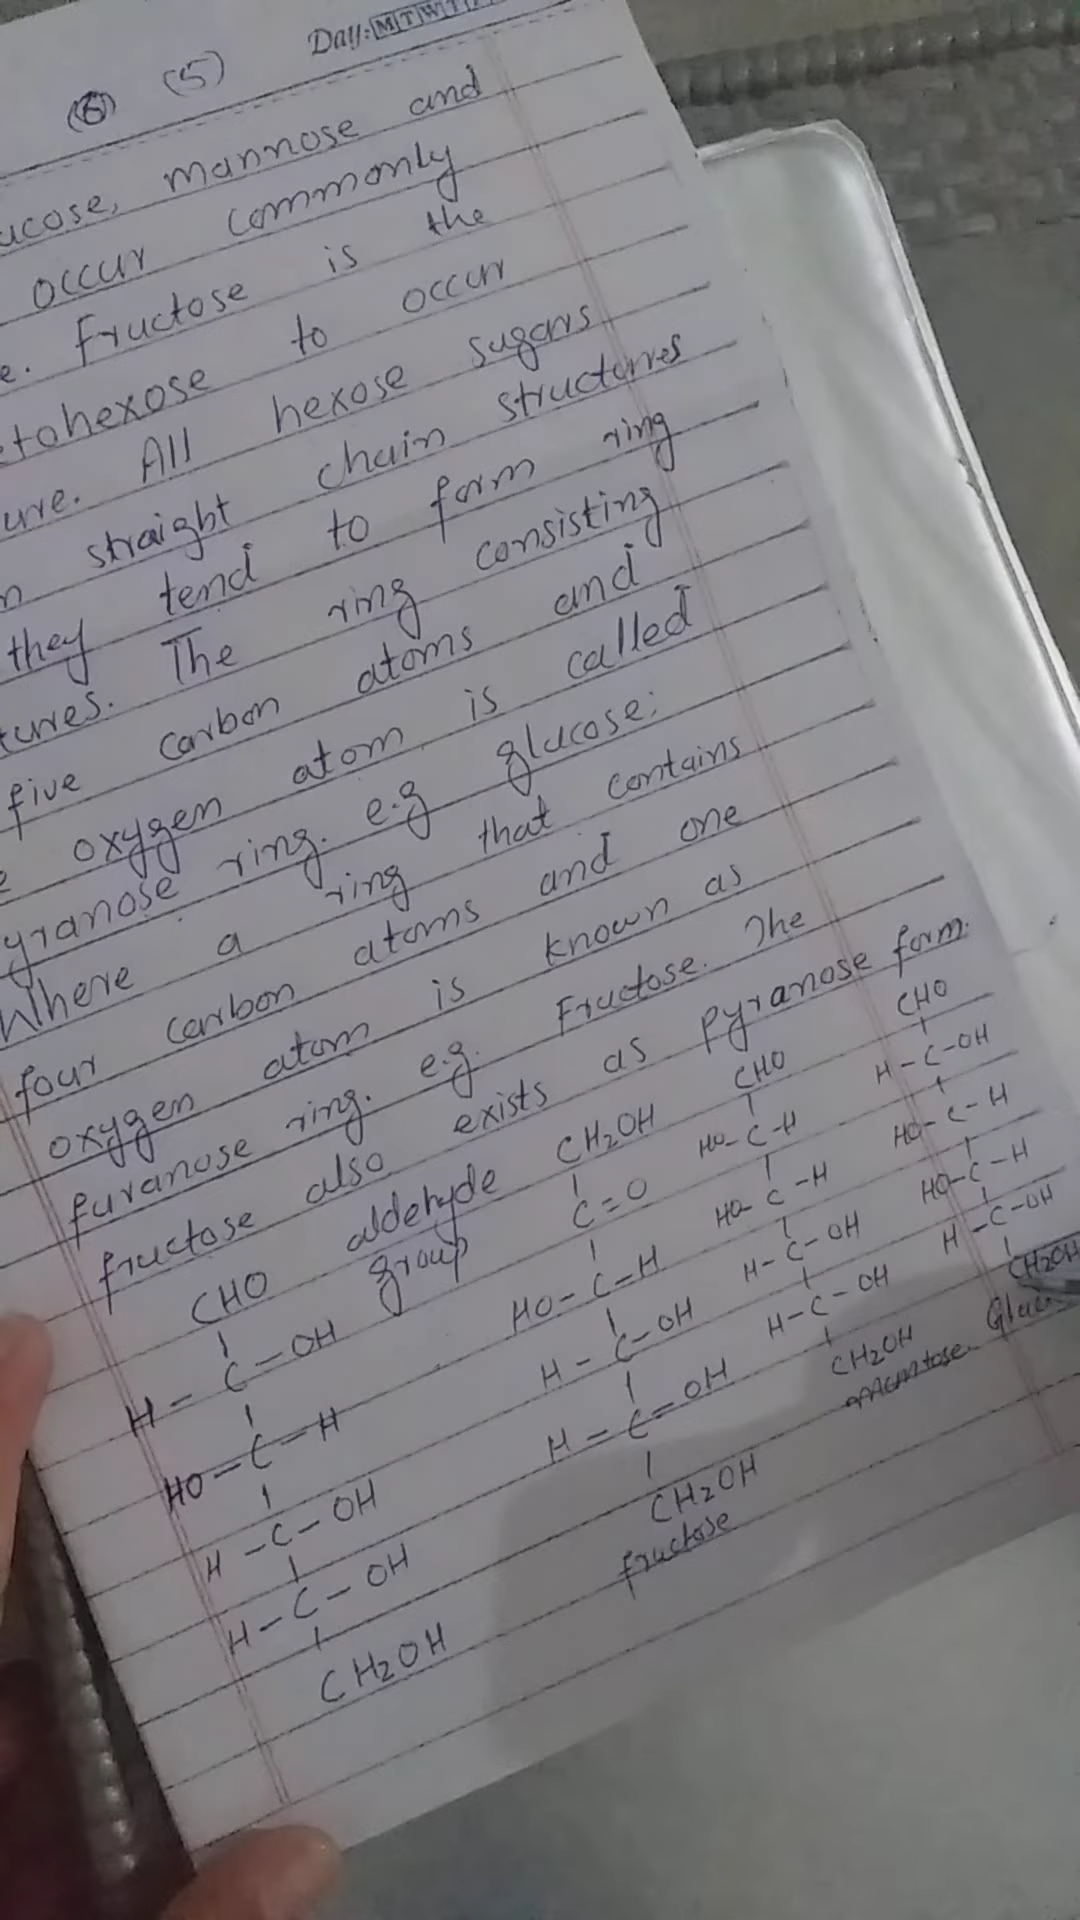 Day: M T W T
(6) (5)
ucose, mannose and
occur commonly
e. Fructose is the
etohexose to occur
ure. All hexose sugars
n straight chain structures
they tend to form ring
tures. The ring consisting
five carbon atoms and
e oxygen atom is called
yranose ring. e.g glucose:
Where a ring that contains
four carbon atoms and one
oxygen atom is known as
furanose ring. e.g. Fructose. The
fructose also exists as pyranose form.
CHO aldehyde group
H-C-OH
HO-C-H
H-C-OH
H-C-OH
CH2OH
CH2OH
C=O
HO-C-H
H-C-OH
H-C-OH
CH2OH
fructose
CHO
HO-C-H
HO-C-H
H-C-OH
H-C-OH
CH2OH
CHO
H-C-OH
HO-C-H
HO-C-H
H-C-OH
CH2OH